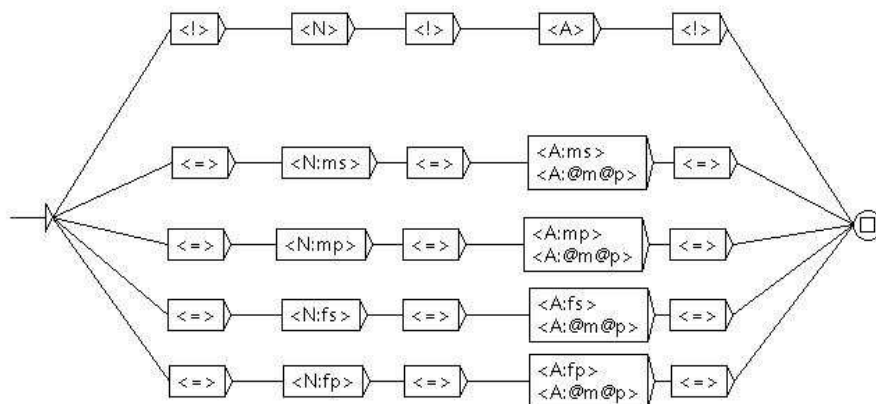 <!> <N> <!> <A> <!>
<=> <N:ms> <=> <A:ms> <=>
<A:@m@p>
<=> <N:mp> <=> <A:mp> <=>
<A:@m@p>
<=> <N:fs> <=> <A:fs> <=>
<A:@m@p>
<=> <N:fp> <=> <A:fp> <=>
<A:@m@p>